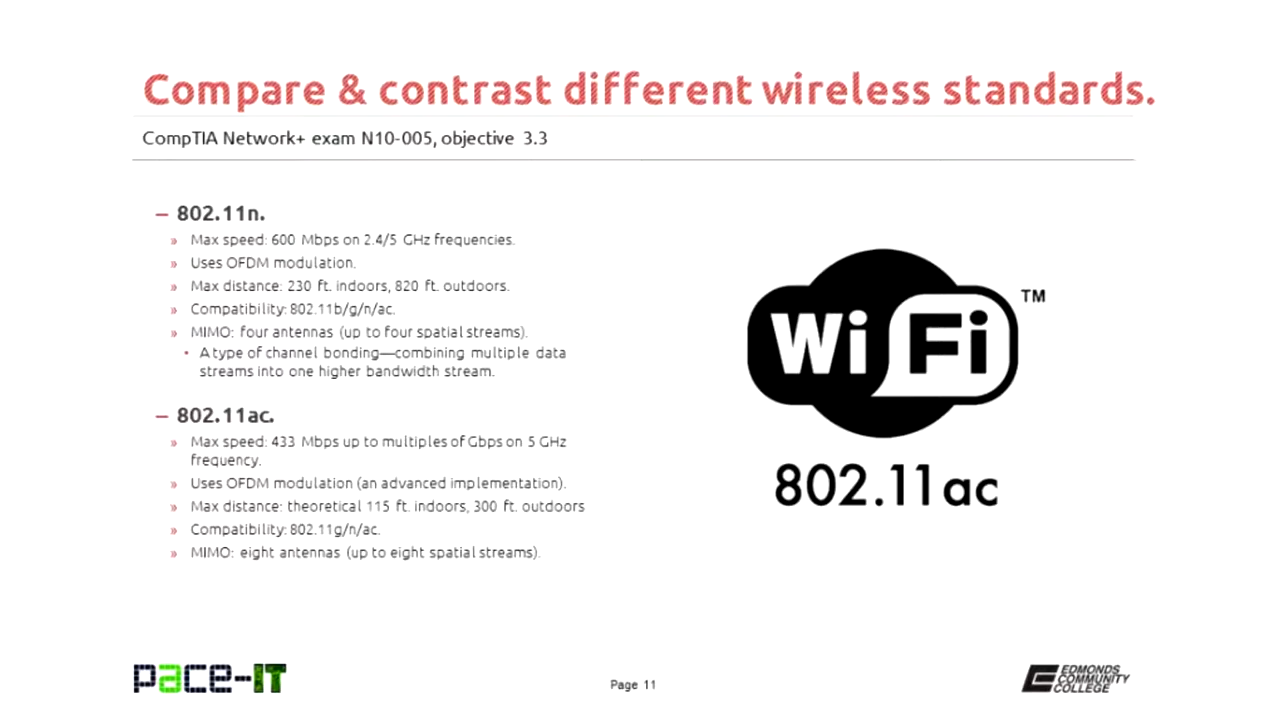 Compare & contrast different wireless standards.
CompTIA Network+ exam N10-005, objective 3.3
– 802.11n.
» Max speed: 600 Mbps on 2.4/5 GHz frequencies.
» Uses OFDM modulation.
» Max distance: 230 ft. indoors, 820 ft. outdoors.
» Compatibility: 802.11b/g/n/ac.
» MIMO: four antennas (up to four spatial streams).
• A type of channel bonding—combining multiple data
streams into one higher bandwidth stream.
– 802.11ac.
» Max speed: 433 Mbps up to multiples of Gbps on 5 GHz
frequency.
» Uses OFDM modulation (an advanced implementation).
» Max distance: theoretical 115 ft. indoors, 300 ft. outdoors
» Compatibility: 802.11g/n/ac.
» MIMO: eight antennas (up to eight spatial streams).
Wi Fi TM
802.11ac
pace-IT
Page 11
EDMONDS
COMMUNITY
COLLEGE